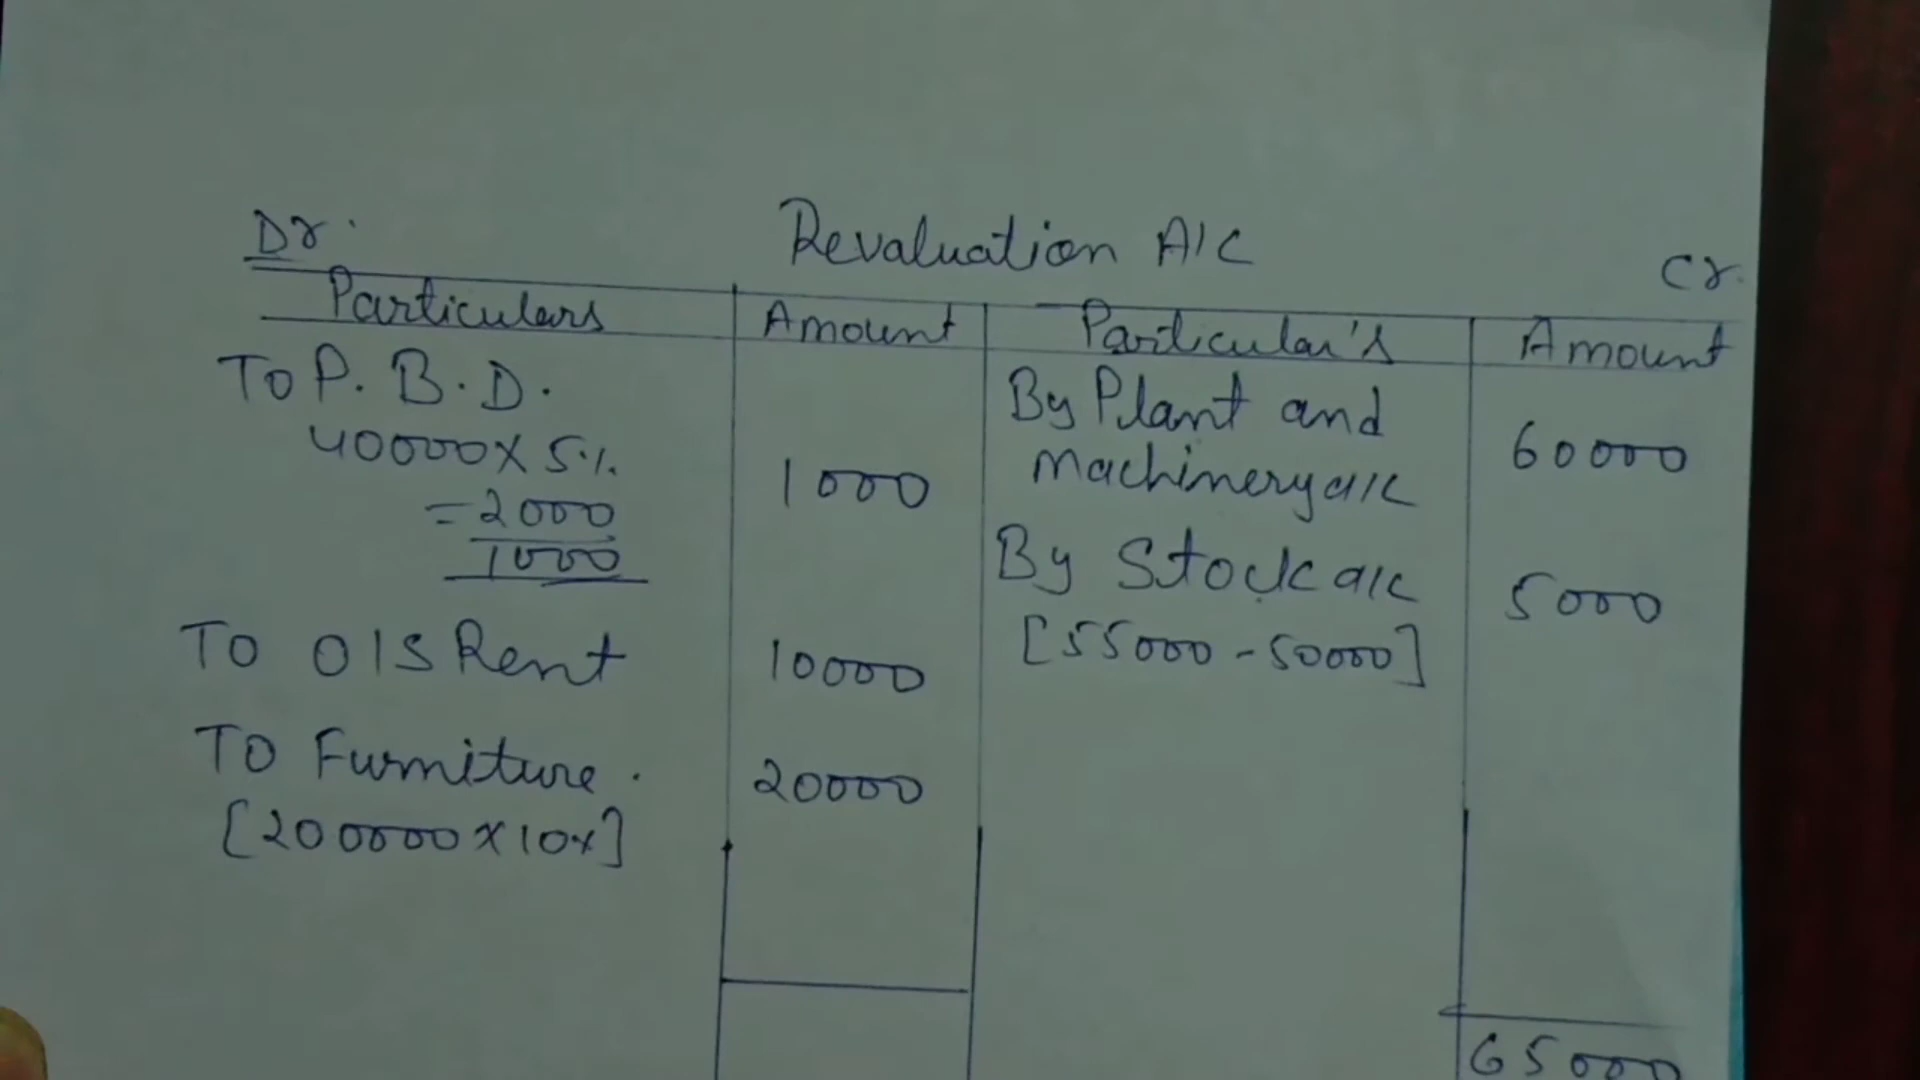 Dr. Revaluation A/C Cr.
Particulars Amount Particular's Amount
To P. B. D.
40000 X 5%
= 2000
1000
1000
To O/S Rent 10000
To Furniture. 20000
[200000 X 10%]
By Plant and
Machinery a/c 60000
By Stock a/c 5000
[55000 - 50000]
65000